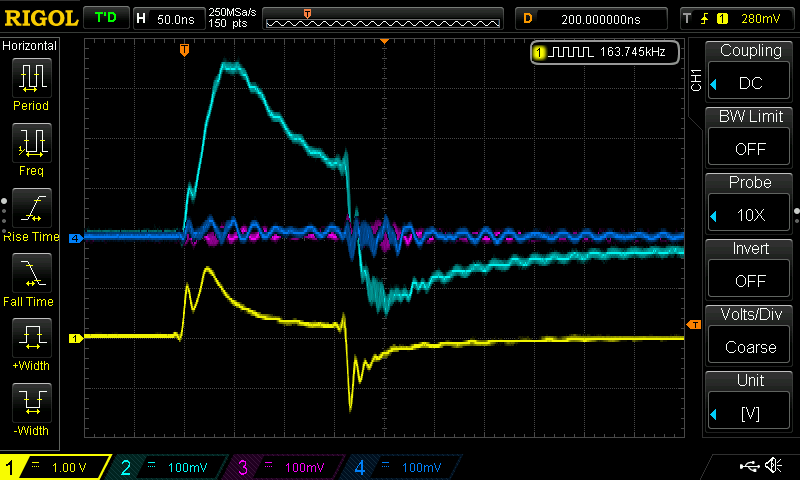 RIGOL T'D H 50.0ns 250MSa/s 150 pts D 200.000000ns T 1 280mV
Horizontal
Period
Freq
Rise Time
Fall Time
+Width
-Width
T
1 163.745kHz
4
1
T
CH1
Coupling
DC
BW Limit
OFF
Probe
10X
Invert
OFF
Volts/Div
Coarse
Unit
[V]
1 1.00 V 2 100mV 3 100mV 4 100mV